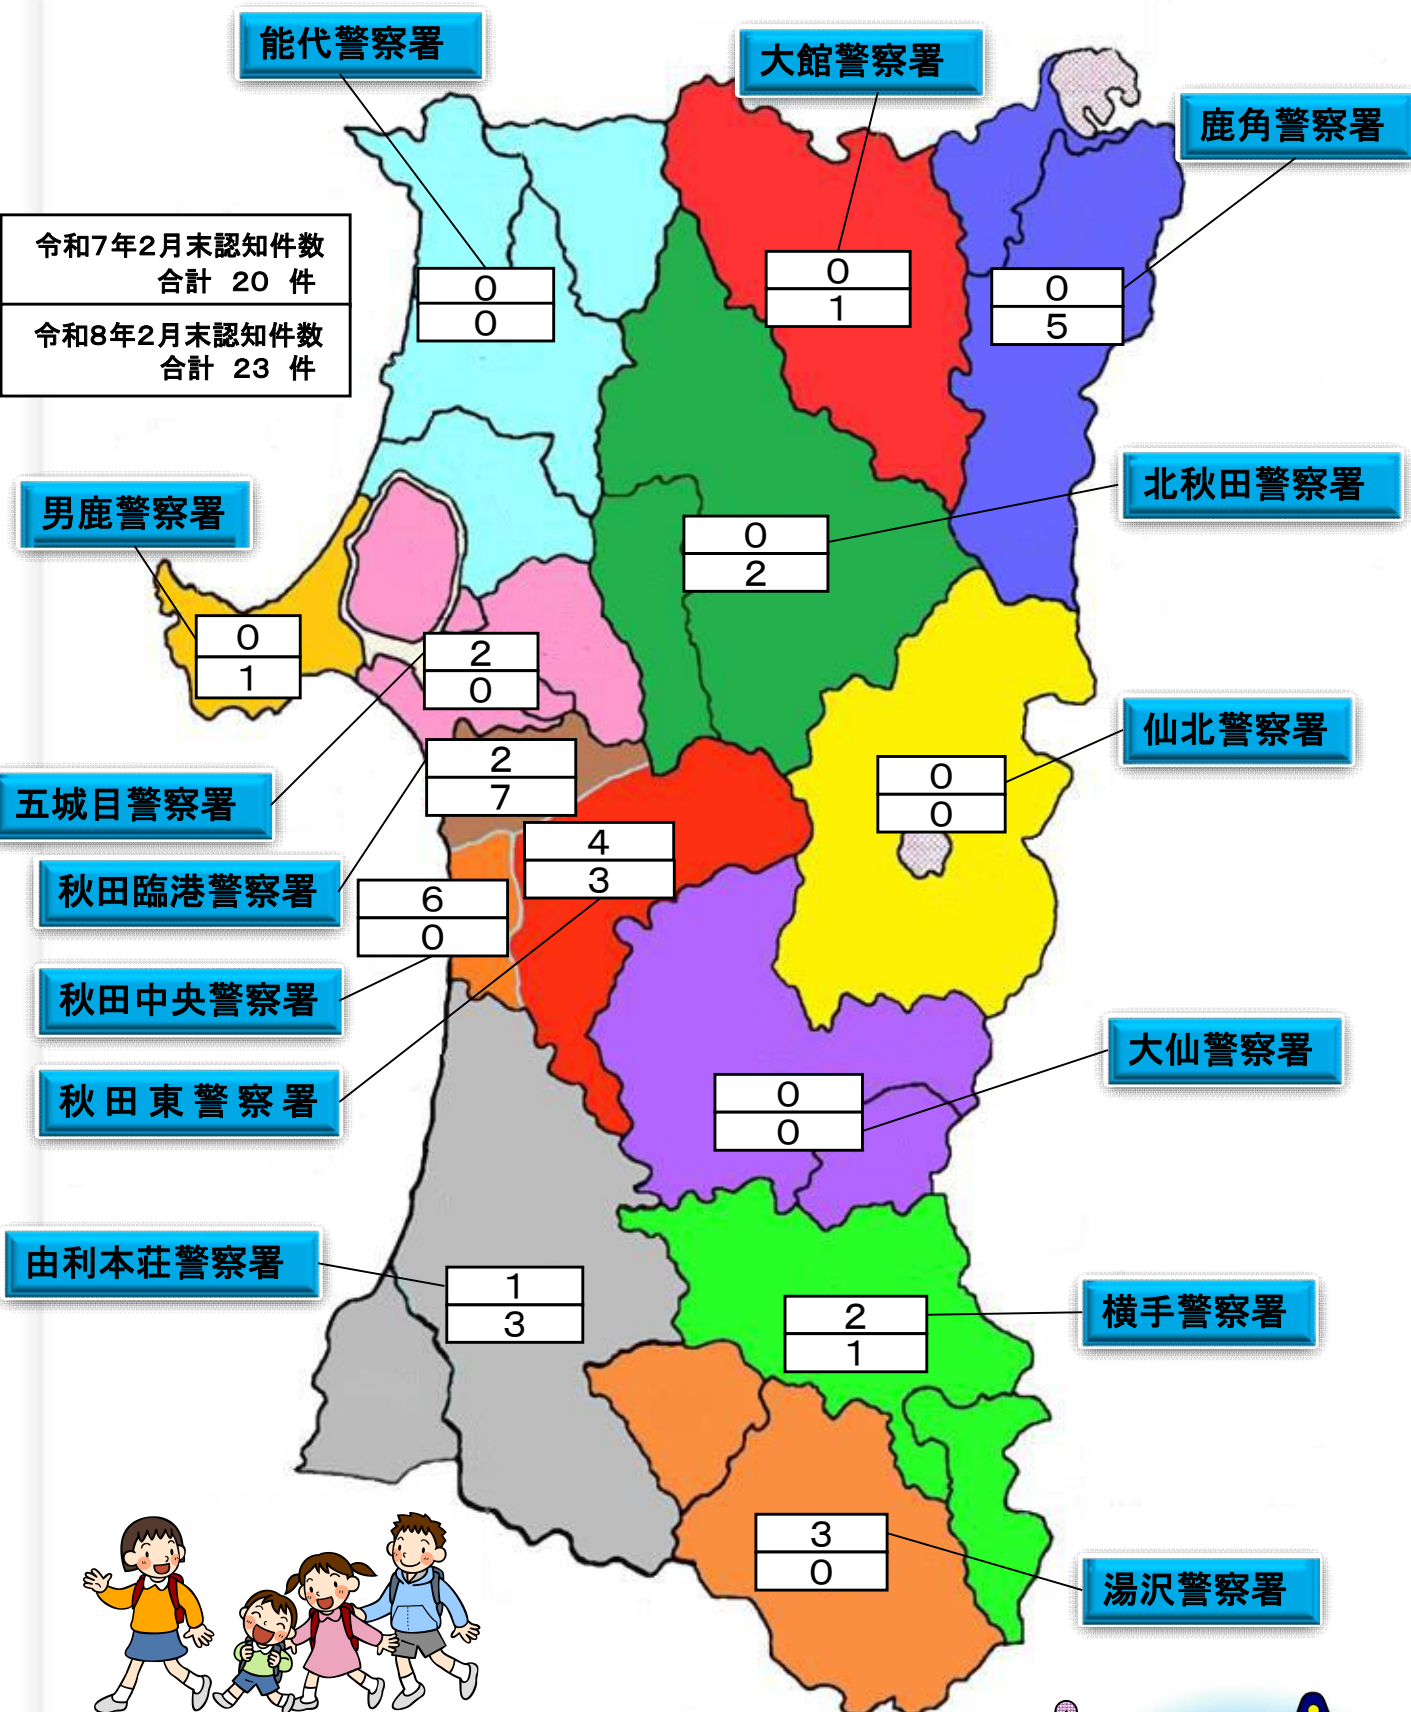 能代警察署
大館警察署
鹿角警察署
令和7年2月末認知件数
合計 20 件
令和8年2月末認知件数
合計 23 件
0
0
0
1
0
5
北秋田警察署
0
2
男鹿警察署
0
1
2
0
仙北警察署
0
0
五城目警察署
2
7
秋田臨港警察署
4
3
6
0
秋田中央警察署
秋田東警察署
大仙警察署
0
0
由利本荘警察署
1
3
横手警察署
2
1
3
0
湯沢警察署